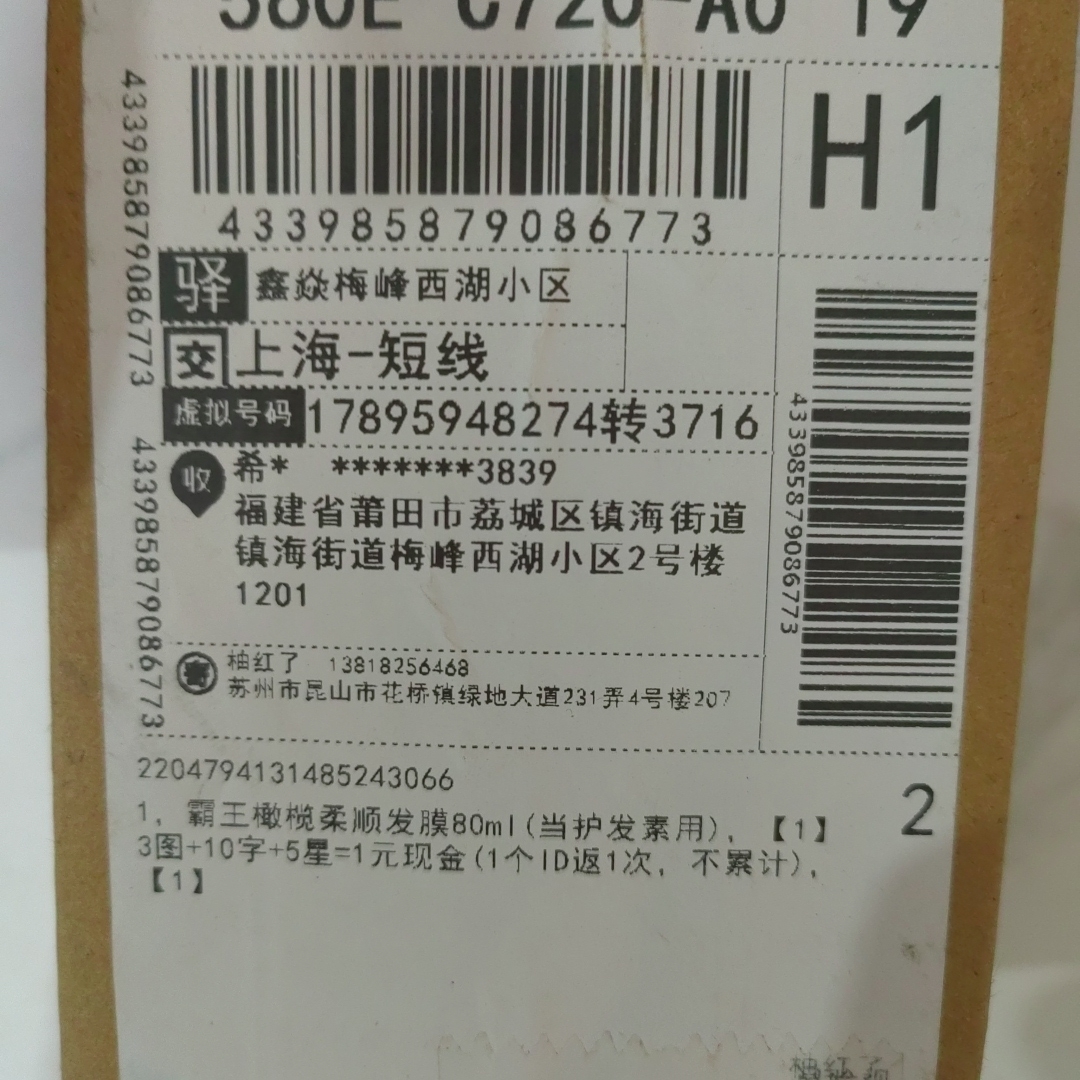 433985879086773
H1
433985879086773
驿 鑫焱梅峰西湖小区
交 上海-短线
虚拟号码 17895948274转3716
收 希* *******3839
福建省莆田市荔城区镇海街道
镇海街道梅峰西湖小区2号楼
1201
433985879086773
433985879086773
寄 柚红了 13818256468
苏州市昆山市花桥镇绿地大道231弄4号楼207
2204794131485243066
2
1, 霸王橄榄柔顺发膜80ml(当护发素用), 【1】
3图+10字+5星=1元现金(1个ID返1次, 不累计),
【1】